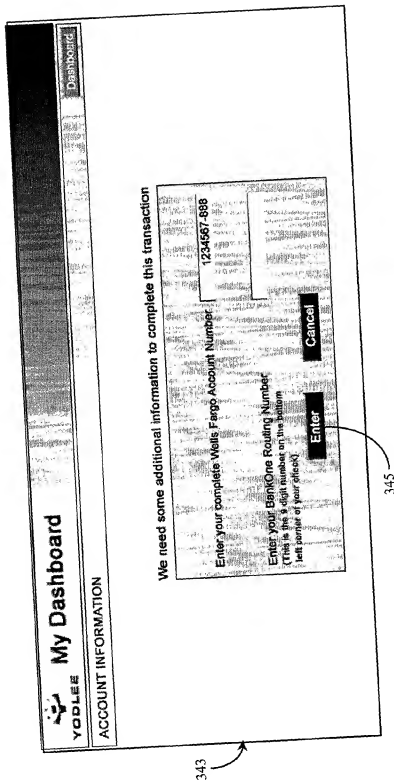 YODLEE My Dashboard
Dashboard
ACCOUNT INFORMATION
We need some additional information to complete this transaction
Enter your complete Wells Fargo Account Number
1234567-888
Enter your BankOne Routing Number
(This is the 9 digit number on the bottom
left corner of your check)
Enter
Cancel
343
345